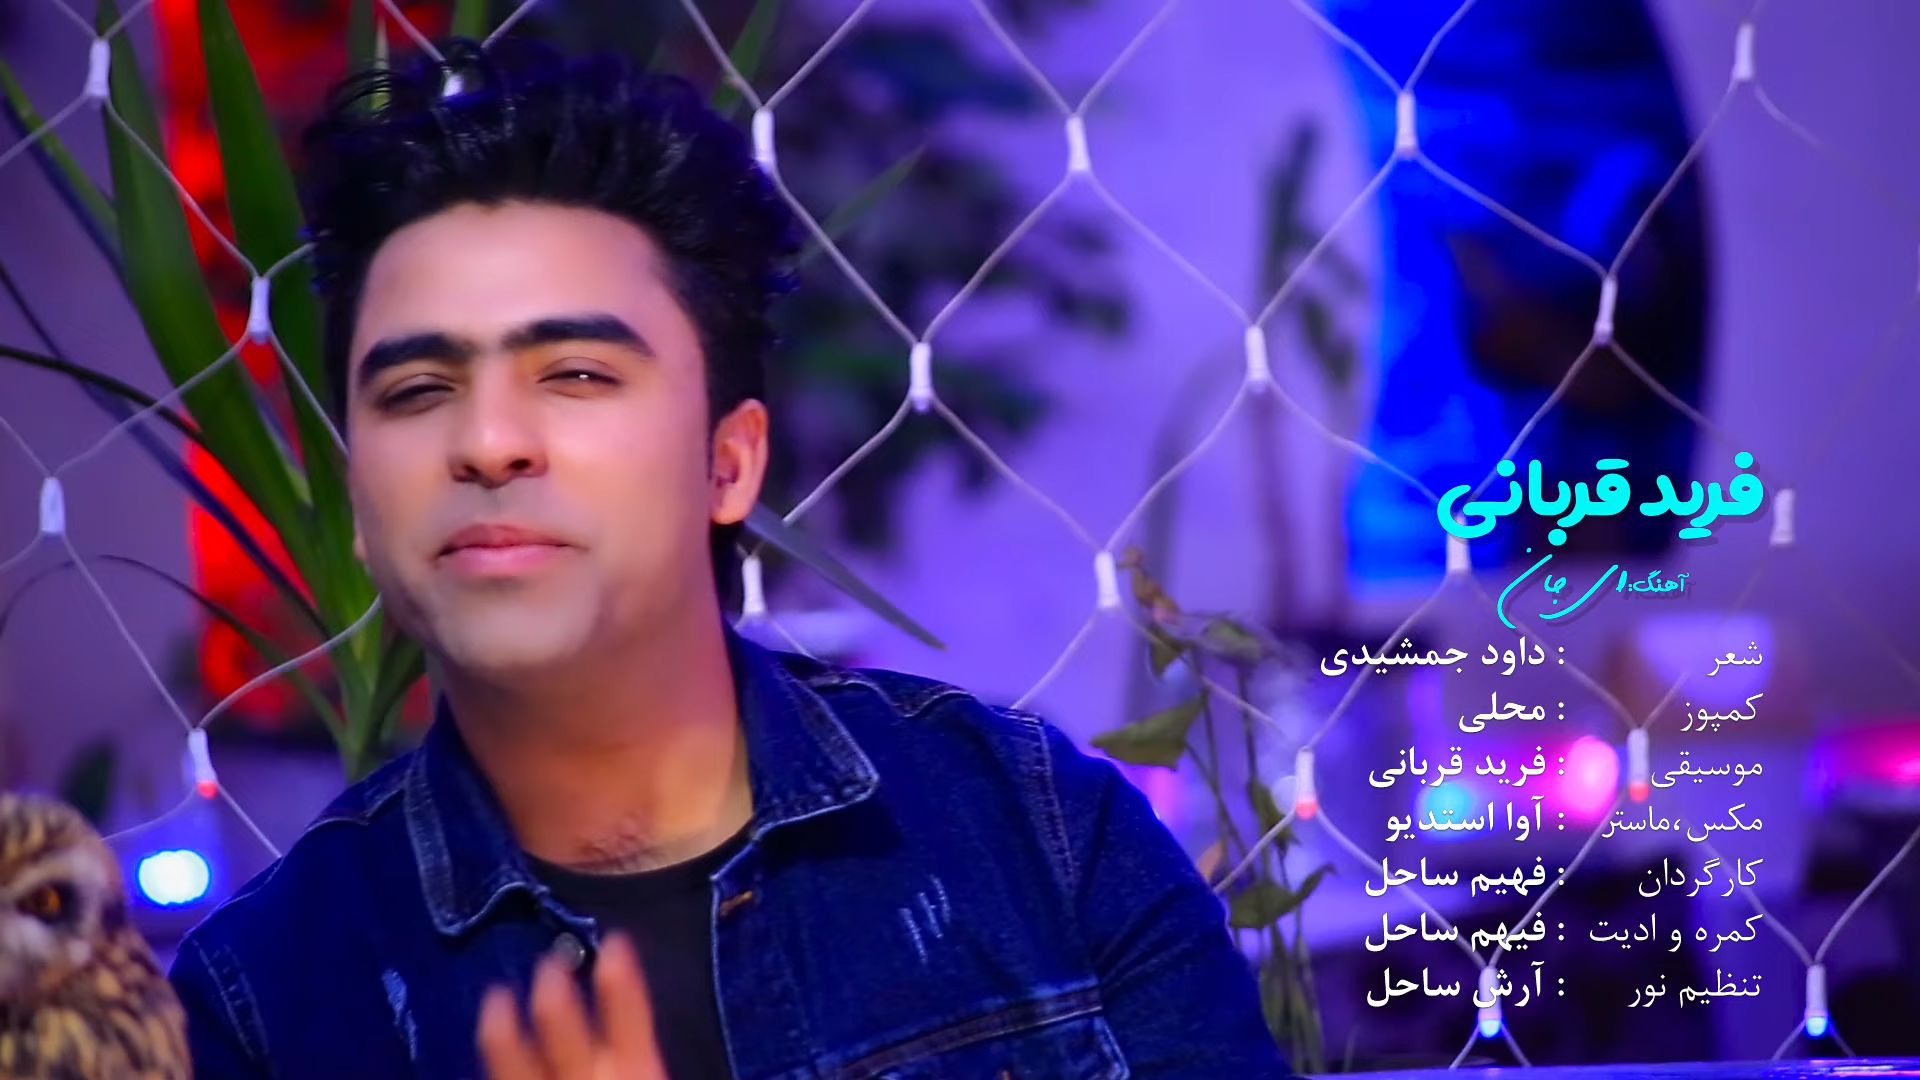 فرید قربانی
آهنگ: ای جان
شعر : داود جمشیدی
کمپوز : محلی
موسیقی : فرید قربانی
مکس،ماستر : آوا استدیو
کارگردان : فهیم ساحل
کمره و ادیت : فیهم ساحل
تنظیم نور : آرش ساحل